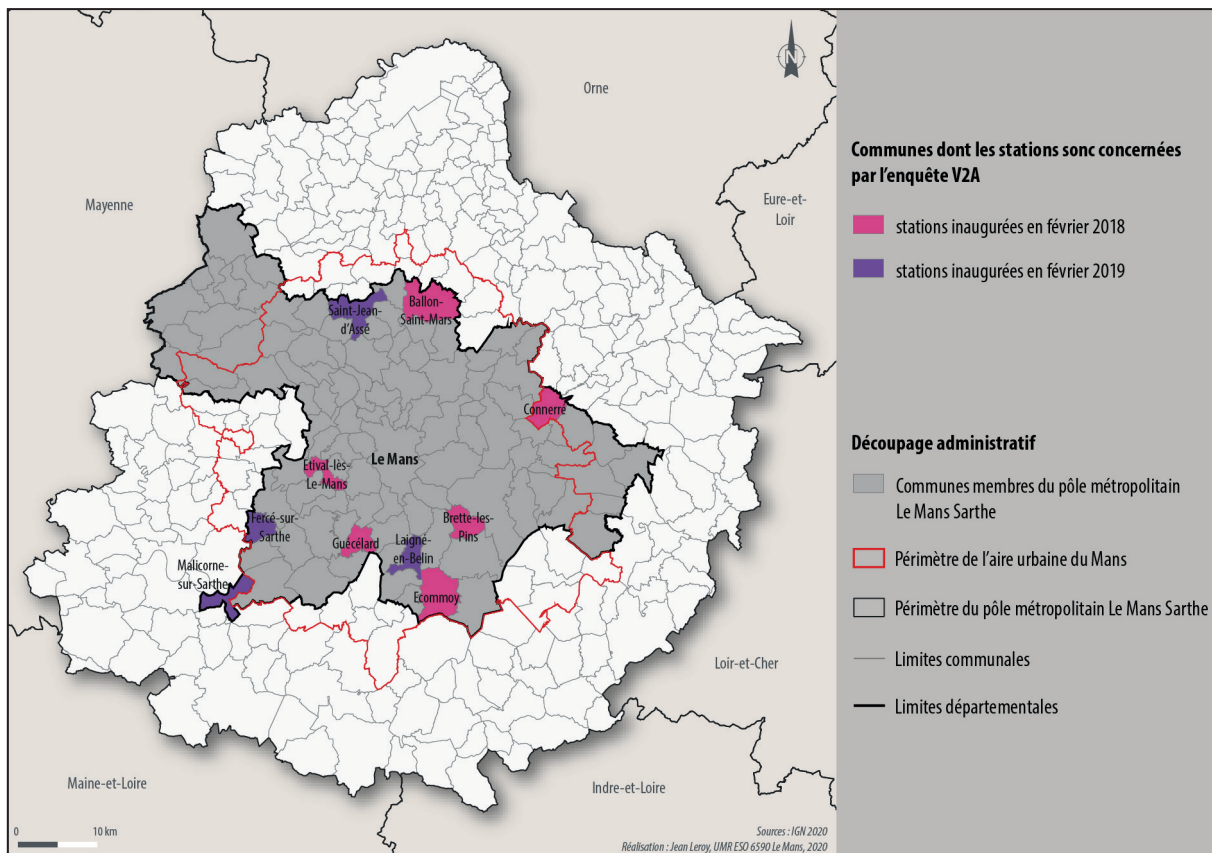 N
Orne
Mayenne
Eure-et-
Loir
Saint-Jean-
d'Assé
Ballon-
Saint-Mars
Connerré
Le Mans
Etival-lès-
Le-Mans
Fercé-sur-
Sarthe
Guécélard
Laigné-
en-Belin
Brette-les-
Pins
Malicorne-
sur-Sarthe
Ecommoy
Loir-et-Cher
Maine-et-Loire
Indre-et-Loire
0 10 km
Sources : IGN 2020
Réalisation : Jean Leroy, UMR ESO 6590 Le Mans, 2020
Communes dont les stations sonc concernées
par l'enquête V2A
stations inaugurées en février 2018
stations inaugurées en février 2019
Découpage administratif
Communes membres du pôle métropolitain
Le Mans Sarthe
Périmètre de l'aire urbaine du Mans
Périmètre du pôle métropolitain Le Mans Sarthe
Limites communales
Limites départementales